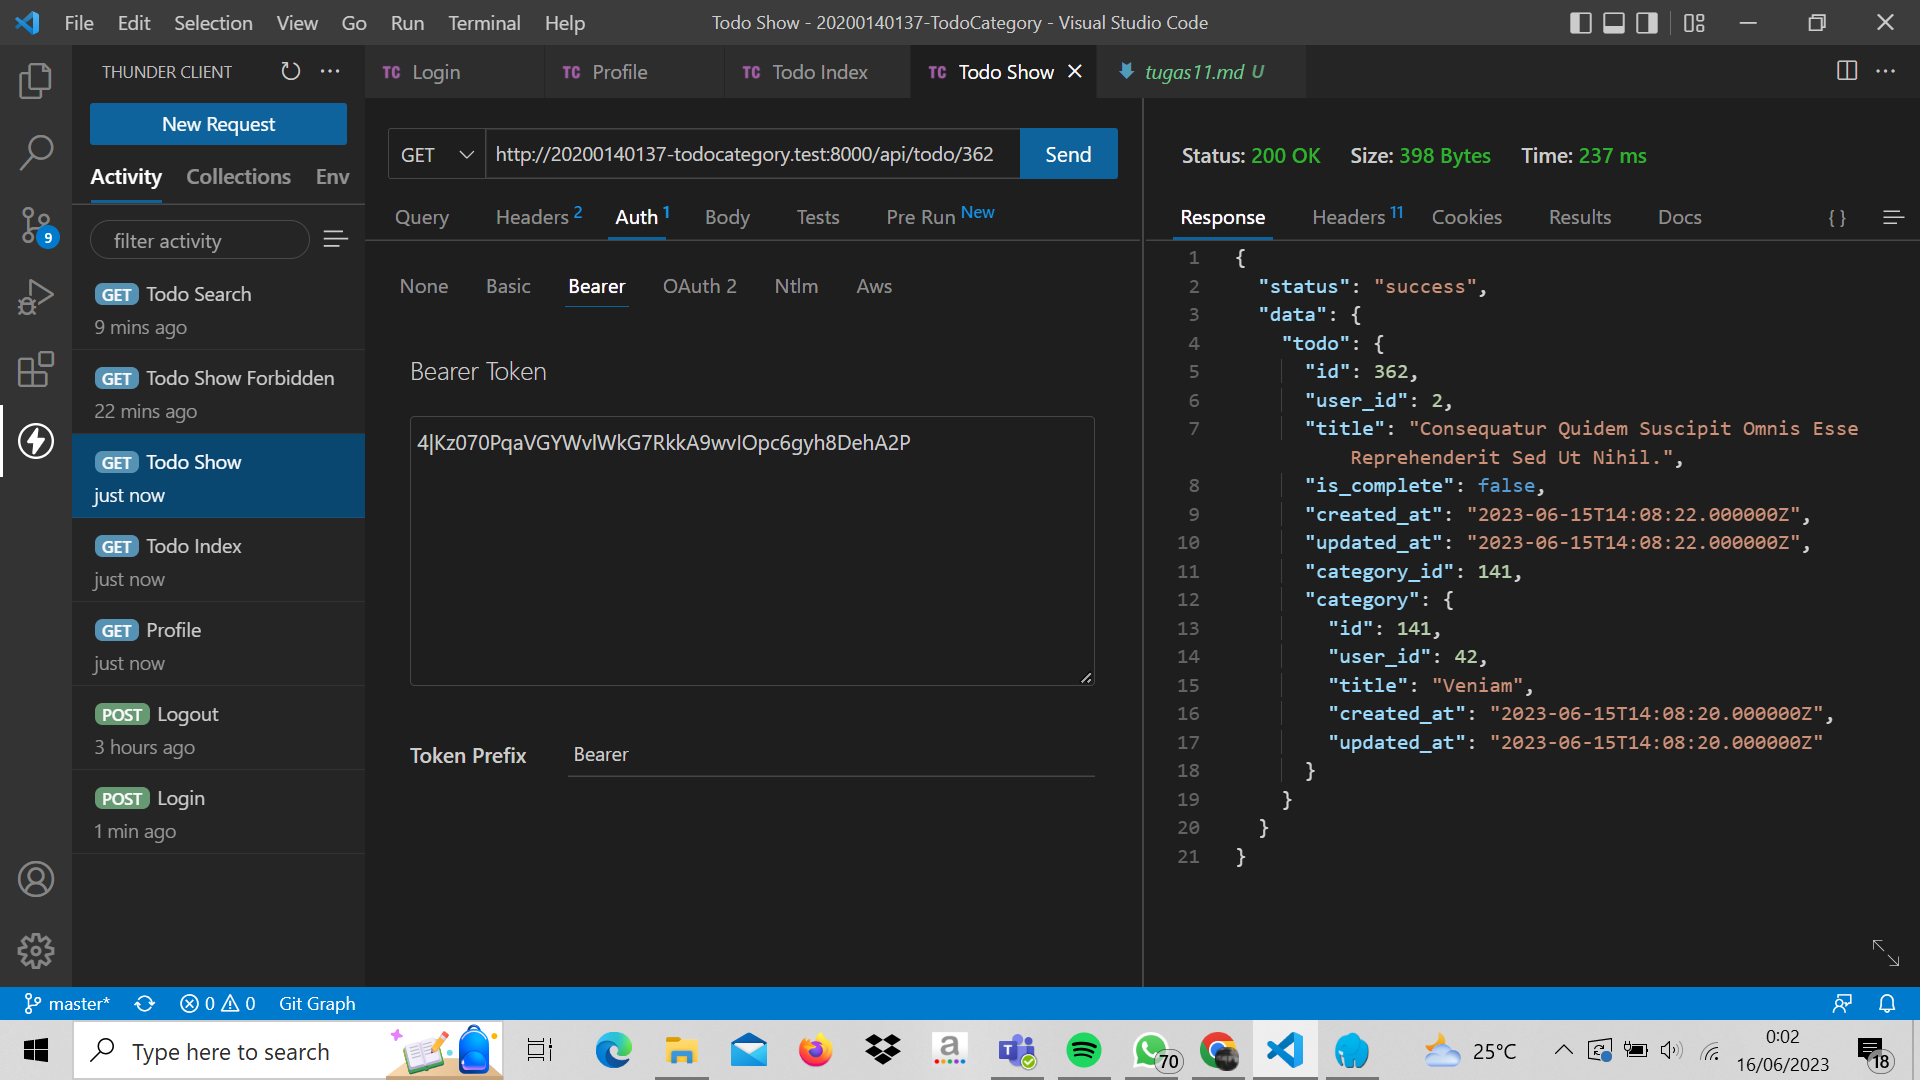 File Edit Selection View Go Run Terminal Help
Todo Show - 20200140137-TodoCategory - Visual Studio Code
THUNDER CLIENT
TC Login
TC Profile
TC Todo Index
TC Todo Show
tugas11.md U
New Request
Activity Collections Env
filter activity
GET Todo Search
9 mins ago
GET Todo Show Forbidden
22 mins ago
GET Todo Show
just now
GET Todo Index
just now
GET Profile
just now
POST Logout
3 hours ago
POST Login
1 min ago
9
GET http://20200140137-todocategory.test:8000/api/todo/362 Send
Query Headers 2 Auth 1 Body Tests Pre Run New
None Basic Bearer OAuth 2 Ntlm Aws
Bearer Token
4|Kz070PqaVGYWvlWkG7RkkA9wvIOpc6gyh8DehA2P
Token Prefix Bearer
Status: 200 OK Size: 398 Bytes Time: 237 ms
Response Headers 11 Cookies Results Docs { }
1 {
2 "status": "success",
3 "data": {
4 "todo": {
5 "id": 362,
6 "user_id": 2,
7 "title": "Consequatur Quidem Suscipit Omnis Esse
Reprehenderit Sed Ut Nihil.",
8 "is_complete": false,
9 "created_at": "2023-06-15T14:08:22.000000Z",
10 "updated_at": "2023-06-15T14:08:22.000000Z",
11 "category_id": 141,
12 "category": {
13 "id": 141,
14 "user_id": 42,
15 "title": "Veniam",
16 "created_at": "2023-06-15T14:08:20.000000Z",
17 "updated_at": "2023-06-15T14:08:20.000000Z"
18 }
19 }
20 }
21 }
master* 0 0 Git Graph
Type here to search
a
70
25°C
0:02
16/06/2023
18